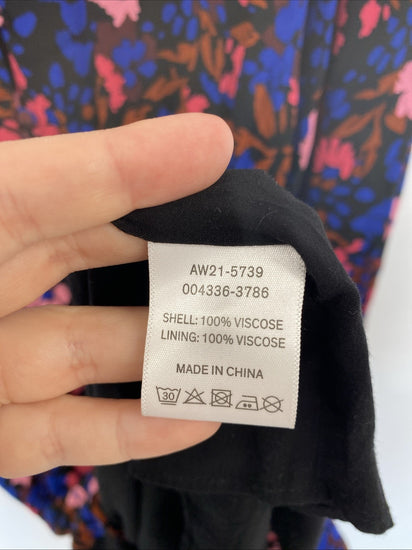 AW21-5739
004336-3786
SHELL: 100% VISCOSE
LINING: 100% VISCOSE
MADE IN CHINA
30